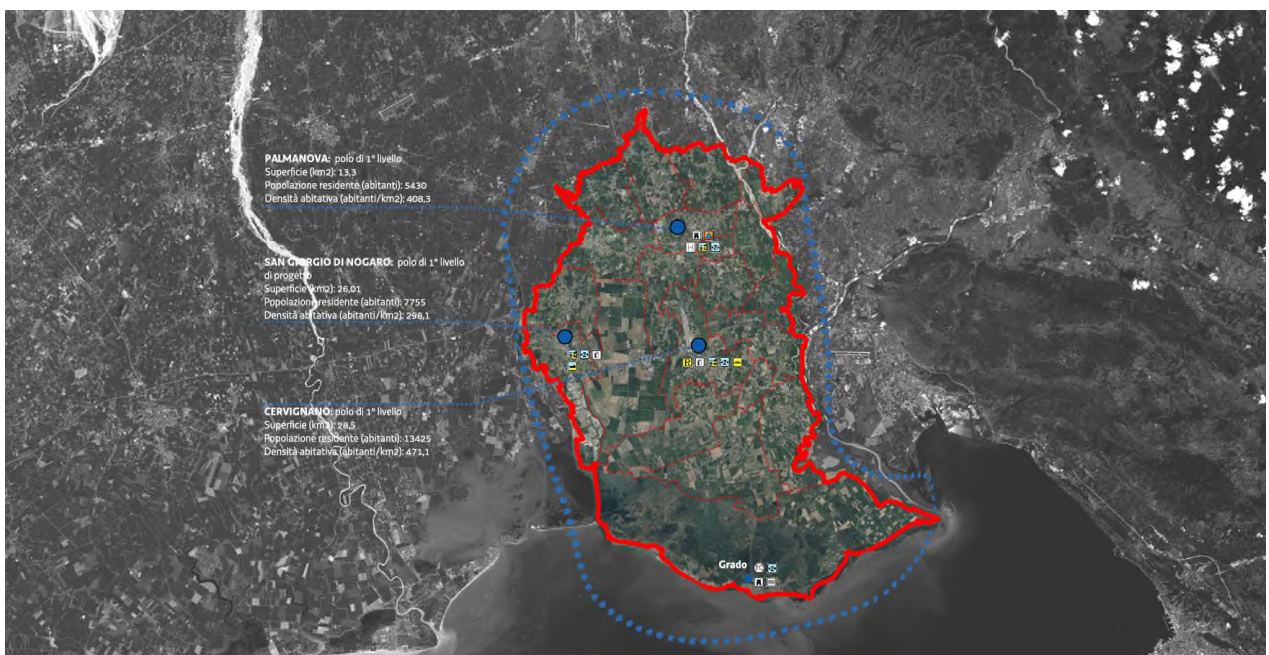 PALMANOVA: polo di 1° livello
Superficie (km2): 13,3
Popolazione residente (abitanti): 5430
Densità abitativa (abitanti/km2): 408,3
SAN GIORGIO DI NOGARO: polo di 1° livello
di progetto
Superficie (km2): 26,01
Popolazione residente (abitanti): 7755
Densità abitativa (abitanti/km2): 298,1
CERVIGNANO: polo di 1° livello
Superficie (km2): 28,5
Popolazione residente (abitanti): 13425
Densità abitativa (abitanti/km2): 471,1
Grado